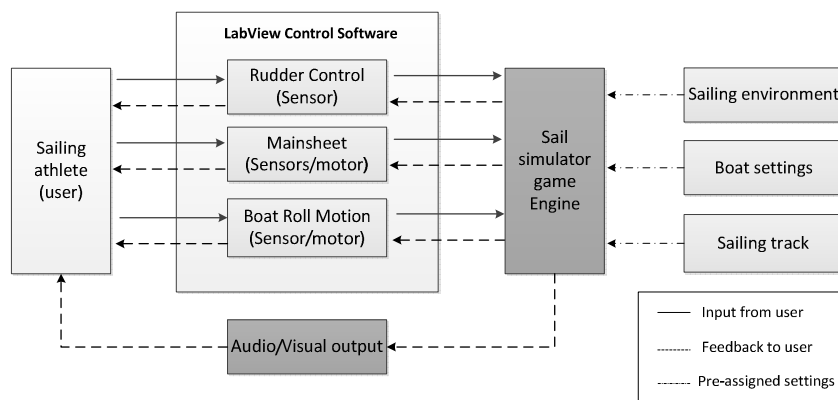 LabView Control Software
Sailing
athlete
(user)
Rudder Control
(Sensor)
Mainsheet
(Sensors/motor)
Boat Roll Motion
(Sensor/motor)
Sail
simulator
game
Engine
Sailing environment
Boat settings
Sailing track
Audio/Visual output
Input from user
Feedback to user
Pre-assigned settings